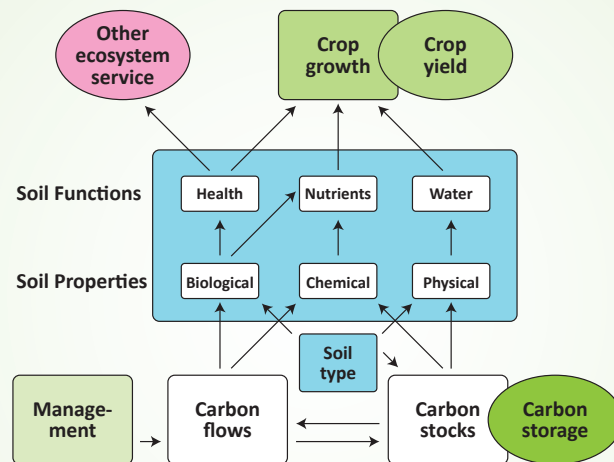 Other
ecosystem
service
Crop
growth
Crop
yield
Soil Functions
Health
Nutrients
Water
Soil Properties
Biological
Chemical
Physical
Soil
type
Manage-
ment
Carbon
flows
Carbon
stocks
Carbon
storage